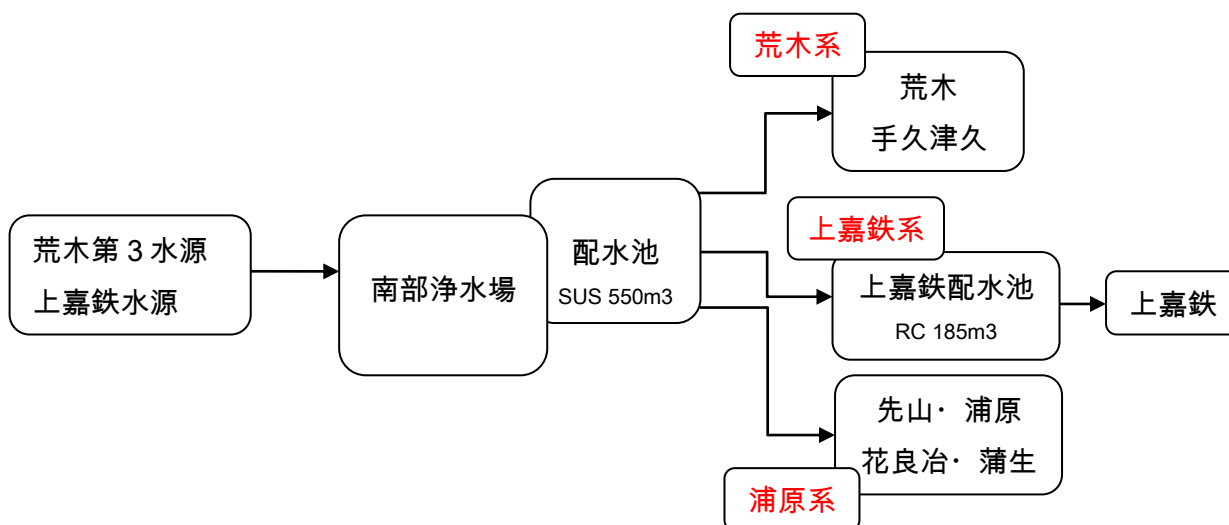 荒木系
荒木
手久津久
荒木第3水源
上嘉鉄水源
南部浄水場
配水池
SUS 550m3
上嘉鉄系
上嘉鉄配水池
RC 185m3
上嘉鉄
先山・浦原
花良冶・蒲生
浦原系